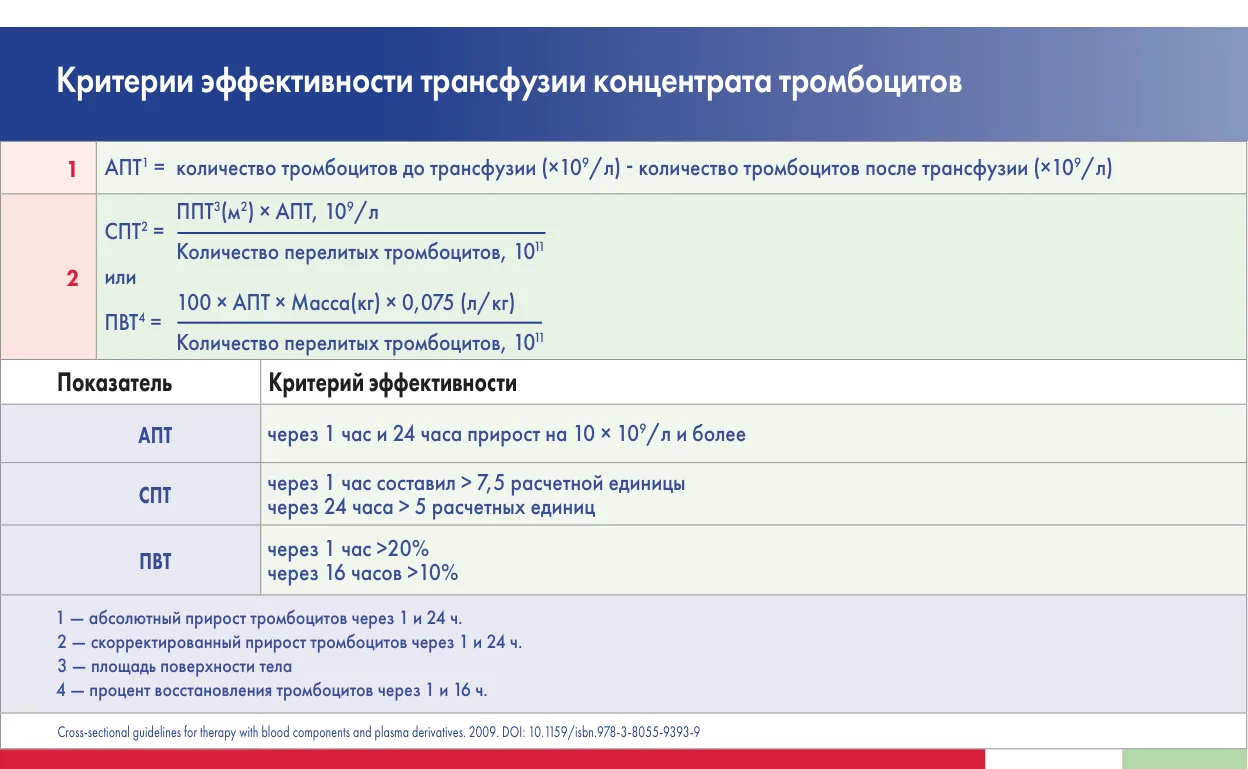 Критерии эффективности трансфузии концентрата тромбоцитов
1
АПТ¹ = количество тромбоцитов до трансфузии (×10⁹/л) - количество тромбоцитов после трансфузии (×10⁹/л)
2
СПТ² =
ППТ³(м²) × АПТ, 10⁹/л
Количество перелитых тромбоцитов, 10¹¹
или
ПВТ⁴ =
100 × АПТ × Масса(кг) × 0,075 (л/кг)
Количество перелитых тромбоцитов, 10¹¹
Показатель Критерий эффективности
АПТ
через 1 час и 24 часа прирост на 10 × 10⁹/л и более
СПТ
через 1 час составил > 7,5 расчетной единицы
через 24 часа > 5 расчетных единиц
ПВТ
через 1 час >20%
через 16 часов >10%
1 — абсолютный прирост тромбоцитов через 1 и 24 ч.
2 — скорректированный прирост тромбоцитов через 1 и 24 ч.
3 — площадь поверхности тела
4 — процент восстановления тромбоцитов через 1 и 16 ч.
Cross-sectional guidelines for therapy with blood components and plasma derivatives. 2009. DOI: 10.1159/isbn.978-3-8055-9393-9